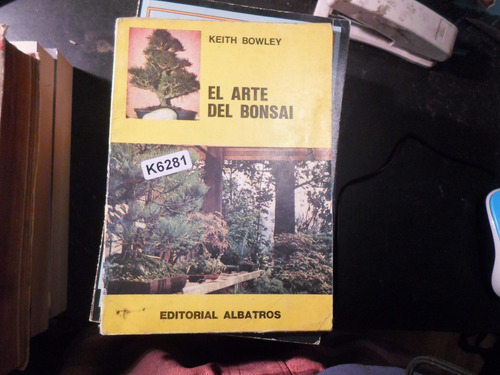 KEITH BOWLEY
EL ARTE
DEL BONSAI
K6281
EDITORIAL ALBATROS